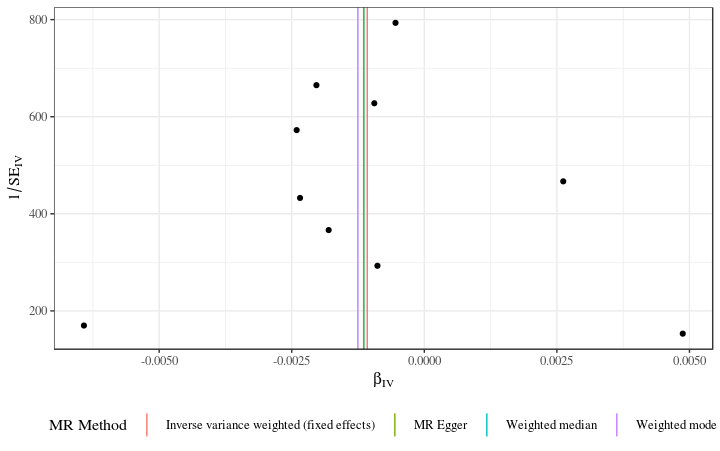 1/SE_IV
800
600
400
200
-0.0050
-0.0025
0.0000
0.0025
0.0050
β_IV
MR Method
Inverse variance weighted (fixed effects)
MR Egger
Weighted median
Weighted mode